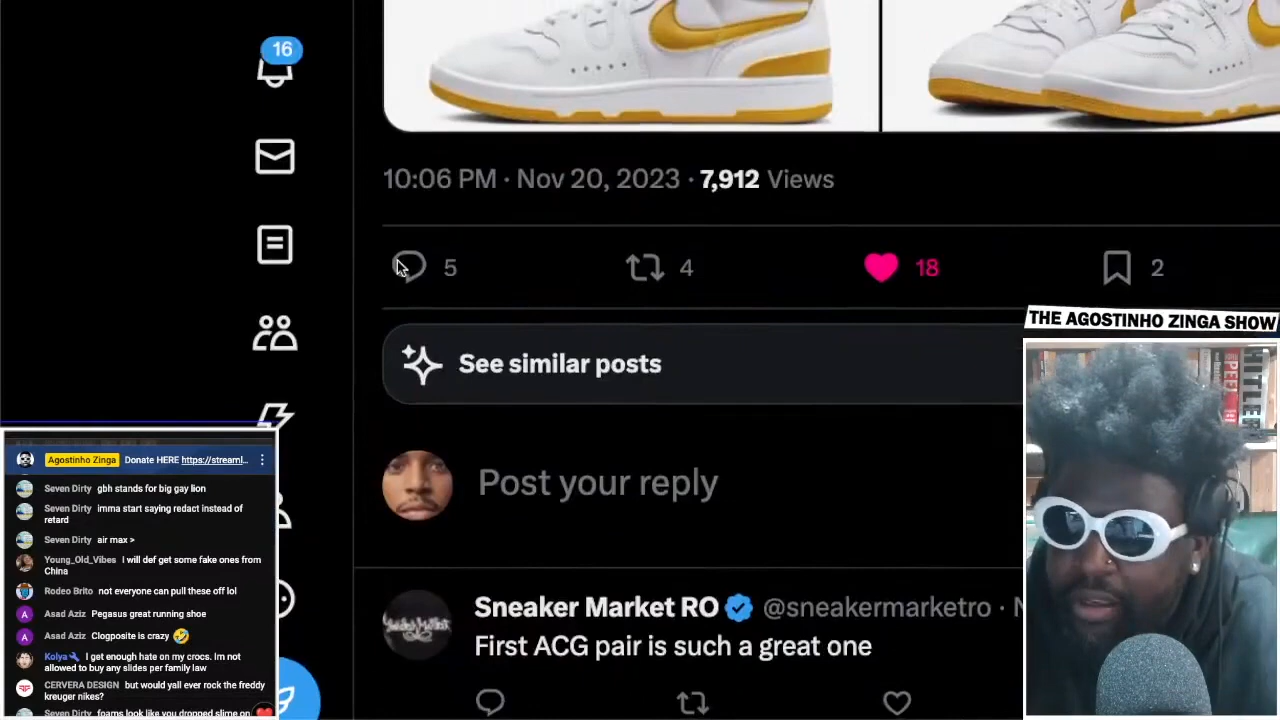 16
10:06 PM · Nov 20, 2023 · 7,912 Views
5
4
18
2
See similar posts
Post your reply
Sneaker Market RO @sneakermarketro ·
First ACG pair is such a great one
THE AGOSTINHO ZINGA SHOW
HITLER
Agostinho Zinga Donate HERE https://streaml...
Seven Dirty gbh stands for big gay lion
Seven Dirty imma start saying redact instead of
retard
Seven Dirty air max >
Young_Old_Vibes I will def get some fake ones from
China
Rodeo Brito not everyone can pull these off lol
Asad Aziz Pegasus great running shoe
Asad Aziz Clogposite is crazy 🤣
Kolya🔧 I get enough hate on my crocs. Im not
allowed to buy any slides per family law
CERVERA DESIGN but would yall ever rock the freddy
kreuger nikes?
Seven Dirty foams look like you dropped slime on